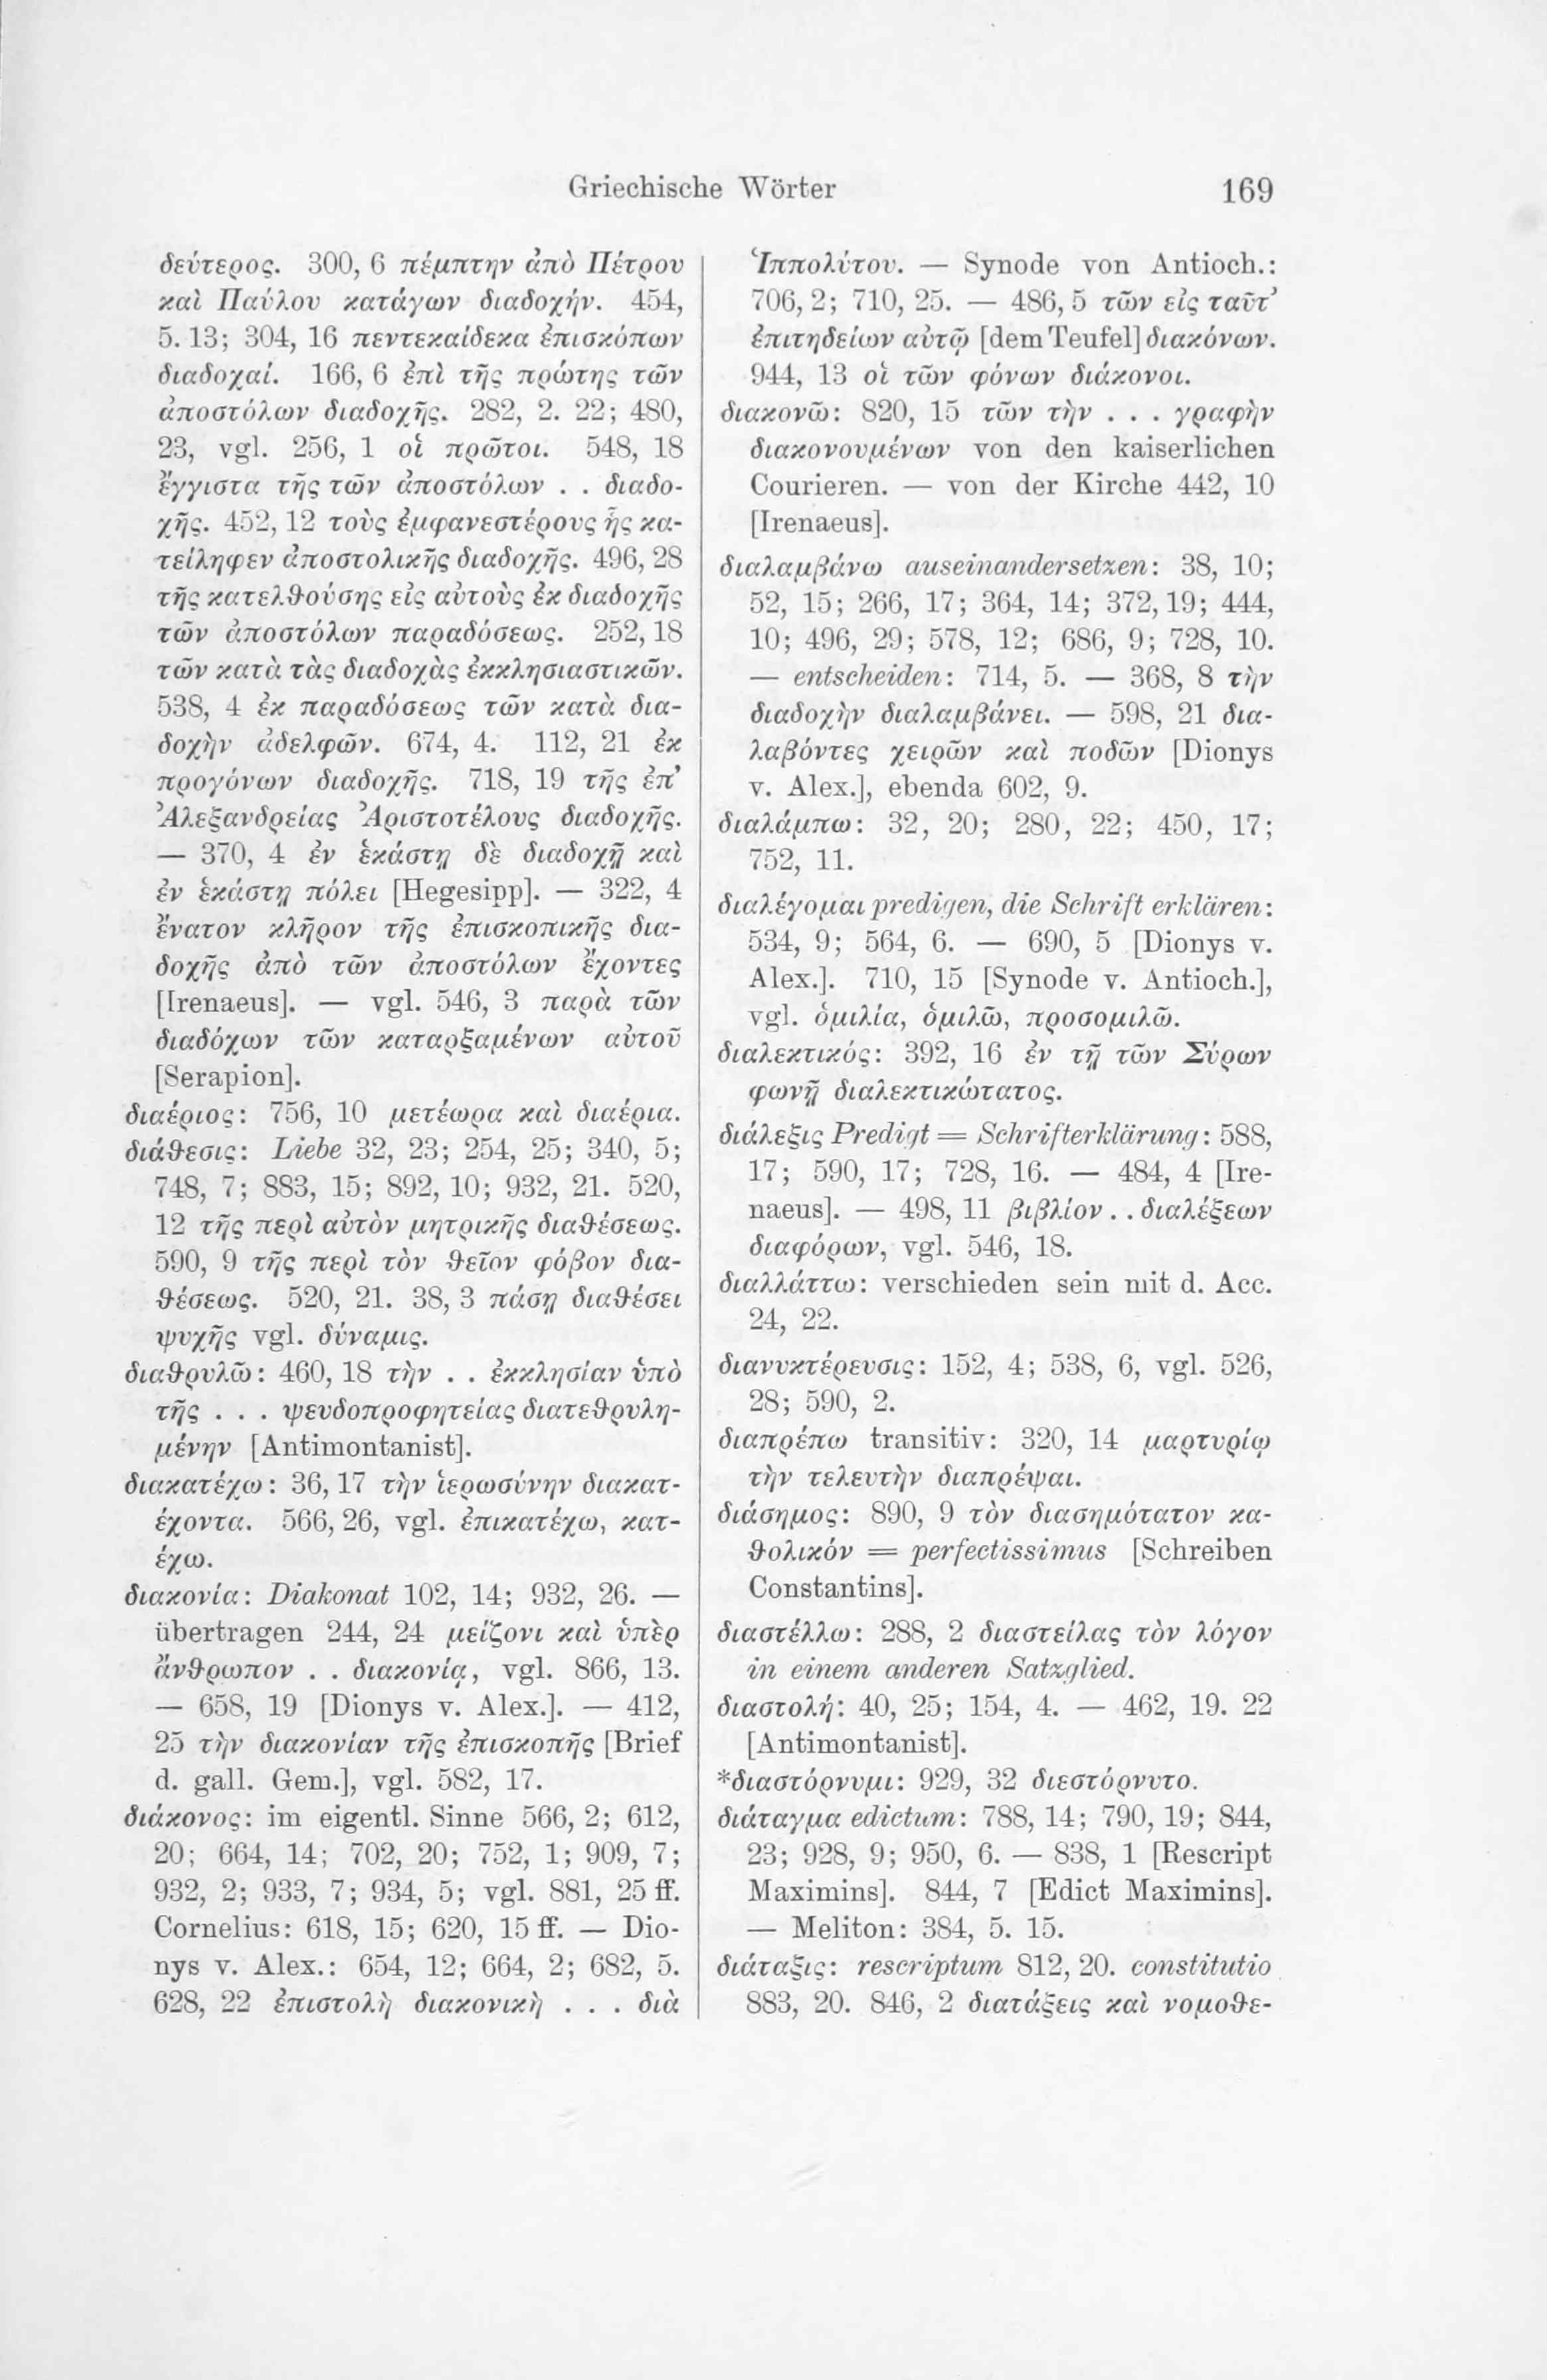 Griechische Wörter 169
δεύτερος. 300, 6 πέμπτην ἀπὸ Πέτρου
καὶ Παύλου κατάγων διαδοχήν. 454,
5. 13; 304, 16 πεντεκαίδεκα ἐπισκόπων
διαδοχαί. 166, 6 ἐπὶ τῆς πρώτης τῶν
ἀποστόλων διαδοχῆς. 282, 2. 22; 480,
23, vgl. 256, 1 οἱ πρῶτοι. 548, 18
ἔγγιστα τῆς τῶν ἀποστόλων . . διαδο-
χῆς. 452, 12 τοὺς ἐμφανεστέρους ἧς κα-
τείληφεν ἀποστολικῆς διαδοχῆς. 496, 28
τῆς κατελθούσης εἰς αὐτοὺς ἐκ διαδοχῆς
τῶν ἀποστόλων παραδόσεως. 252, 18
τῶν κατὰ τὰς διαδοχὰς ἐκκλησιαστικῶν.
538, 4 ἐκ παραδόσεως τῶν κατὰ δια-
δοχὴν ἀδελφῶν. 674, 4. 112, 21 ἐκ
προγόνων διαδοχῆς. 718, 19 τῆς ἐπ’
Ἀλεξανδρείας Ἀριστοτέλους διαδοχῆς.
— 370, 4 ἐν ἑκάστῃ δὲ διαδοχῇ καὶ
ἐν ἑκάστῃ πόλει [Hegesipp]. — 322, 4
ἔνατον κλῆρον τῆς ἐπισκοπικῆς δια-
δοχῆς ἀπὸ τῶν ἀποστόλων ἔχοντες
[Irenaeus]. — vgl. 546, 3 παρὰ τῶν
διαδόχων τῶν καταρξαμένων αὐτοῦ
[Serapion].
διαέριος: 756, 10 μετέωρα καὶ διαέρια.
διάθεσις: Liebe 32, 23; 254, 25; 340, 5;
748, 7; 883, 15; 892, 10; 932, 21. 520,
12 τῆς περὶ αὐτὸν μητρικῆς διαθέσεως.
590, 9 τῆς περὶ τὸν θεῖον φόβον δια-
θέσεως. 520, 21. 38, 3 πάσῃ διαθέσει
ψυχῆς vgl. δύναμις.
διαθρυλῶ: 460, 18 τὴν . . ἐκκλησίαν ὑπὸ
τῆς . . . ψευδοπροφητείας διατεθρυλη-
μένην [Antimontanist].
διακατέχω: 36, 17 τὴν ἱερωσύνην διακατ-
έχοντα. 566, 26, vgl. ἐπικατέχω, κατ-
έχω.
διακονία: Diakonat 102, 14; 932, 26. —
übertragen 244, 24 μείζονι καὶ ὑπὲρ
ἄνθρωπον . . διακονίᾳ, vgl. 866, 13.
— 658, 19 [Dionys v. Alex.]. — 412,
25 τὴν διακονίαν τῆς ἐπισκοπῆς [Brief
d. gall. Gem.], vgl. 582, 17.
διάκονος: im eigentl. Sinne 566, 2; 612,
20; 664, 14; 702, 20; 752, 1; 909, 7;
932, 2; 933, 7; 934, 5; vgl. 881, 25 ff.
Cornelius: 618, 15; 620, 15 ff. — Dio-
nys v. Alex.: 654, 12; 664, 2; 682, 5.
628, 22 ἐπιστολὴ διακονικὴ . . . διὰ
Ἱππολύτου. — Synode von Antioch.:
706, 2; 710, 25. — 486, 5 τῶν εἰς ταῦτ’
ἐπιτηδείων αὐτῷ [dem Teufel] διακόνων.
944, 13 οἱ τῶν φόνων διάκονοι.
διακονῶ: 820, 15 τῶν τὴν . . . γραφὴν
διακονουμένων von den kaiserlichen
Courieren. — von der Kirche 442, 10
[Irenaeus].
διαλαμβάνω auseinandersetzen: 38, 10;
52, 15; 266, 17; 364, 14; 372, 19; 444,
10; 496, 29; 578, 12; 686, 9; 728, 10.
— entscheiden: 714, 5. — 368, 8 τὴν
διαδοχὴν διαλαμβάνει. — 598, 21 δια-
λαβόντες χειρῶν καὶ ποδῶν [Dionys
v. Alex.], ebenda 602, 9.
διαλάμπω: 32, 20; 280, 22; 450, 17;
752, 11.
διαλέγομαι predigen, die Schrift erklären:
534, 9; 564, 6. — 690, 5 [Dionys v.
Alex.]. 710, 15 [Synode v. Antioch.],
vgl. ὁμιλία, ὁμιλῶ, προσομιλῶ.
διαλεκτικός: 392, 16 ἐν τῇ τῶν Σύρων
φωνῇ διαλεκτικώτατος.
διάλεξις Predigt = Schrifterklärung: 588,
17; 590, 17; 728, 16. — 484, 4 [Ire-
naeus]. — 498, 11 βιβλίον . . διαλέξεων
διαφόρων, vgl. 546, 18.
διαλλάττω: verschieden sein mit d. Acc.
24, 22.
διανυκτέρευσις: 152, 4; 538, 6, vgl. 526,
28; 590, 2.
διαπρέπω transitiv: 320, 14 μαρτυρίῳ
τὴν τελευτὴν διαπρέψαι.
διάσημος: 890, 9 τὸν διασημότατον κα-
θολικόν = perfectissimus [Schreiben
Constantins].
διαστέλλω: 288, 2 διαστείλας τὸν λόγον
in einem anderen Satzglied.
διαστολή: 40, 25; 154, 4. — 462, 19. 22
[Antimontanist].
*διαστόρνυμι: 929, 32 διεστόρνυτο.
διάταγμα edictum: 788, 14; 790, 19; 844,
23; 928, 9; 950, 6. — 838, 1 [Rescript
Maximins]. 844, 7 [Edict Maximins].
— Meliton: 384, 5. 15.
διάταξις: rescriptum 812, 20. constitutio
883, 20. 846, 2 διατάξεις καὶ νομοθε-